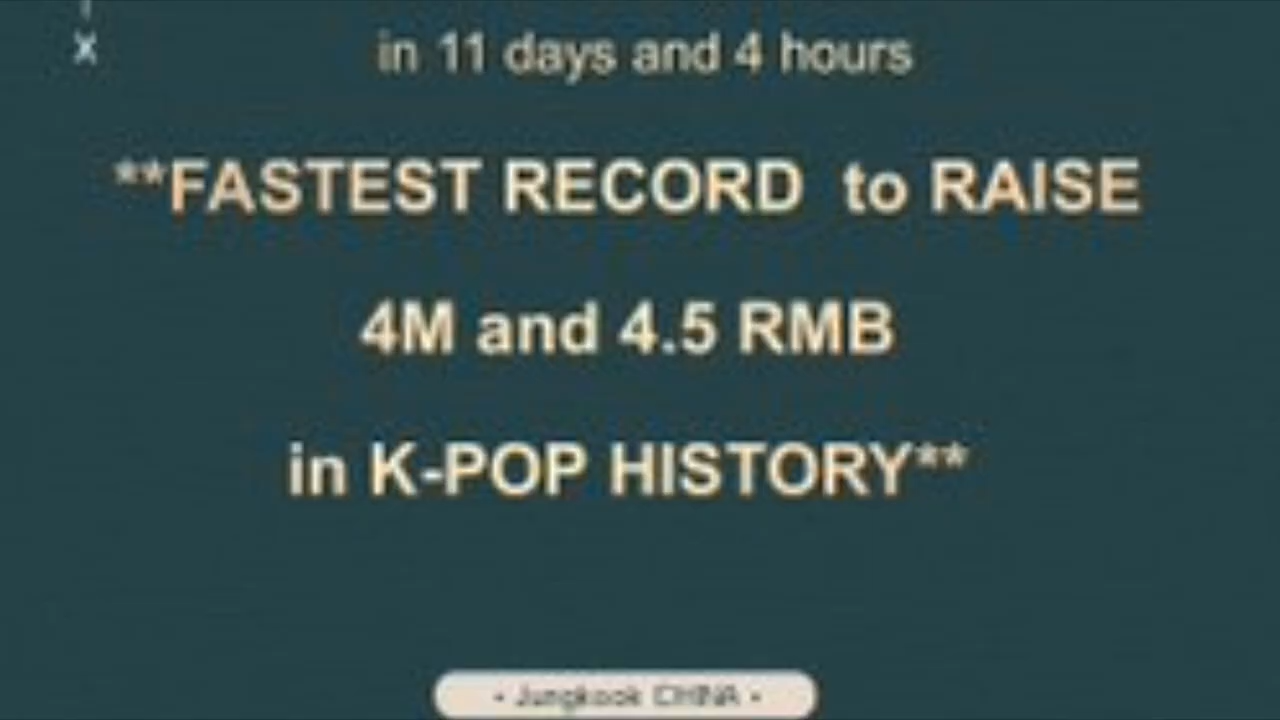 X
in 11 days and 4 hours
**FASTEST RECORD to RAISE
4M and 4.5 RMB
in K-POP HISTORY**
• Jungkook CHINA •